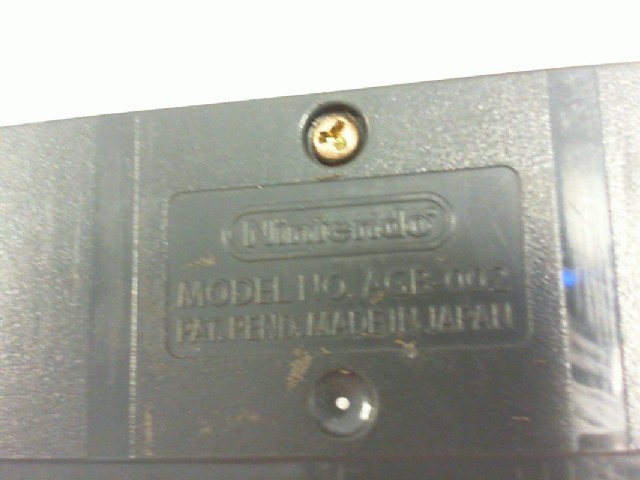 Nintendo
MODEL NO. AGB-002
PAT. PEND. MADE IN JAPAN